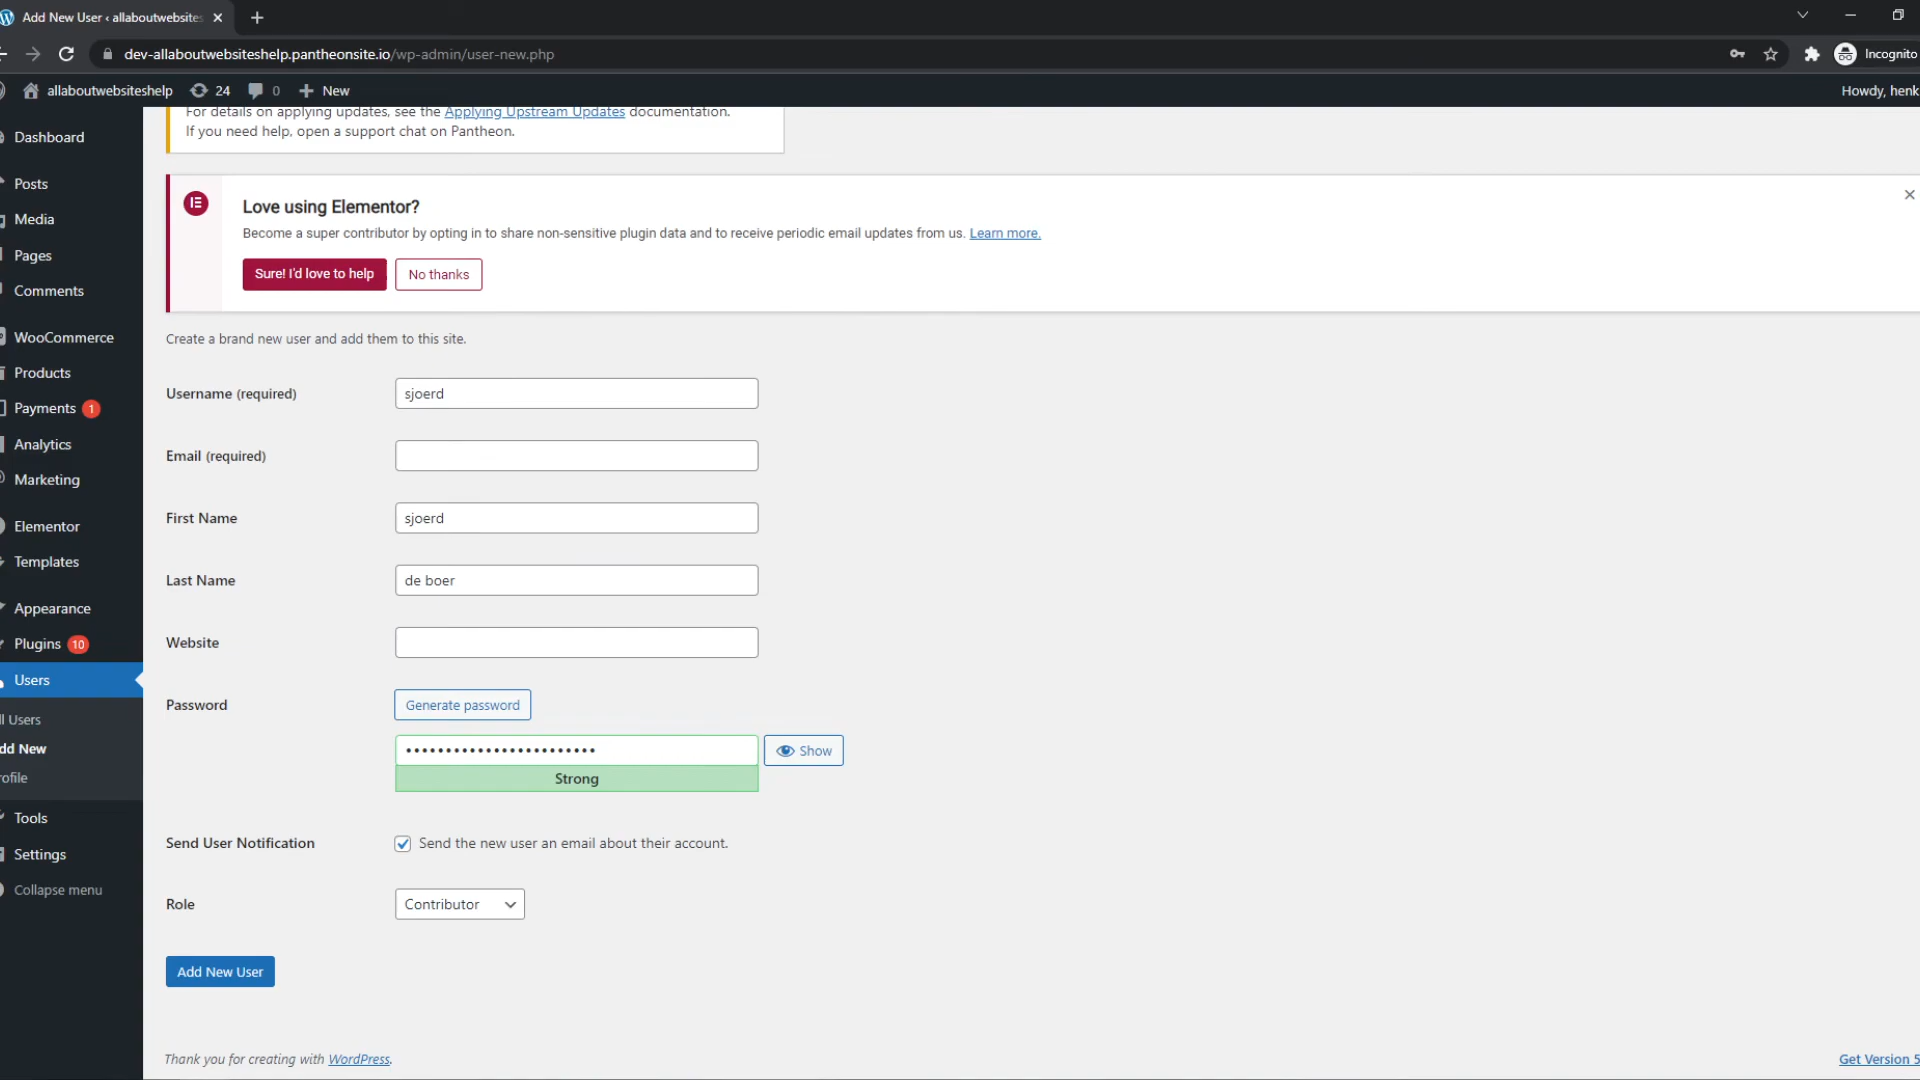 Add New User ‹ allaboutwebsites
dev-allaboutwebsiteshelp.pantheonsite.io/wp-admin/user-new.php
Incognito
allaboutwebsiteshelp
24
0
New
Howdy, henk
Dashboard
Posts
Media
Pages
Comments
WooCommerce
Products
Payments 1
Analytics
Marketing
Elementor
Templates
Appearance
Plugins 10
Users
ll Users
dd New
rofile
Tools
Settings
Collapse menu
For details on applying updates, see the Applying Upstream Updates documentation.
If you need help, open a support chat on Pantheon.
Love using Elementor?
Become a super contributor by opting in to share non-sensitive plugin data and to receive periodic email updates from us. Learn more.
Sure! I'd love to help
No thanks
Create a brand new user and add them to this site.
Username (required)
sjoerd
Email (required)
First Name
sjoerd
Last Name
de boer
Website
Password
Generate password
••••••••••••••••••••••••
Show
Strong
Send User Notification
Send the new user an email about their account.
Role
Contributor
Add New User
Thank you for creating with WordPress.
Get Version 5